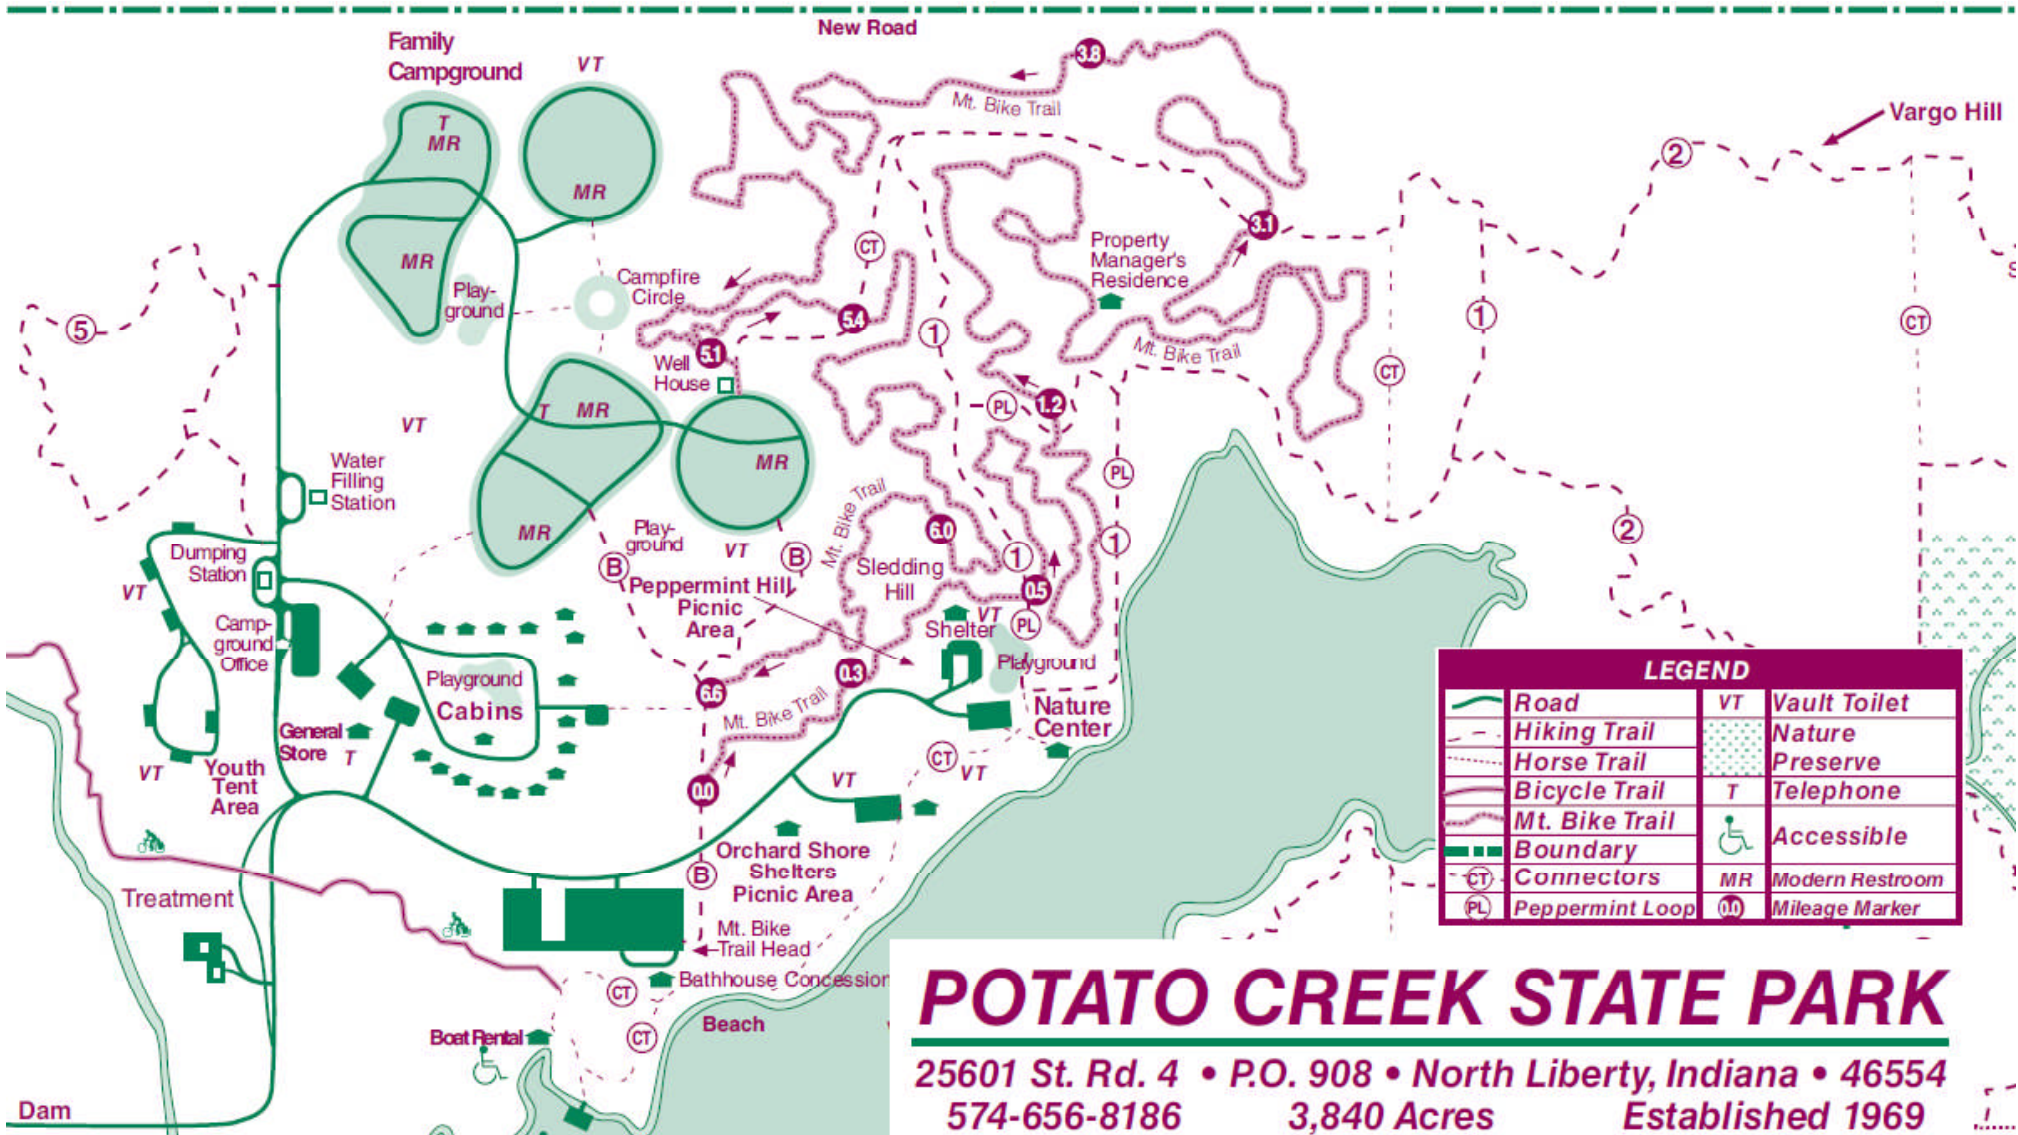 New Road
Family
Campground
VT
T
MR
MR
MR
3.8
Mt. Bike Trail
Vargo Hill
2
CT
3.1
Property
Manager's
Residence
Campfire
Circle
Play-
ground
5
5.4
5.1
Well
House
1
1
CT
CT
Mt. Bike Trail
PL
1.2
T
MR
MR
MR
VT
Water
Filling
Station
PL
Mt. Bike Trail
6.0
1
1
2
Play-
ground
VT
B
B
Dumping
Station
VT
Sledding
Hill
0.5
Peppermint Hill
Picnic
Area
VT
Shelter
PL
Camp-
ground
Office
Playground
Playground
Cabins
6.6
0.3
Mt. Bike Trail
Nature
Center
General
Store
T
VT
Youth
Tent
Area
0.0
VT
CT
VT
Orchard Shore
Shelters
Picnic Area
B
Treatment
Mt. Bike
Trail Head
Bathhouse Concession
CT
CT
Beach
Boat Rental
Dam
S
LEGEND
Road
Hiking Trail
Horse Trail
Bicycle Trail
Mt. Bike Trail
Boundary
CT Connectors
PL Peppermint Loop
VT Vault Toilet
Nature
Preserve
T Telephone
Accessible
MR Modern Restroom
0.0 Mileage Marker
POTATO CREEK STATE PARK
25601 St. Rd. 4 • P.O. 908 • North Liberty, Indiana • 46554
574-656-8186 3,840 Acres Established 1969